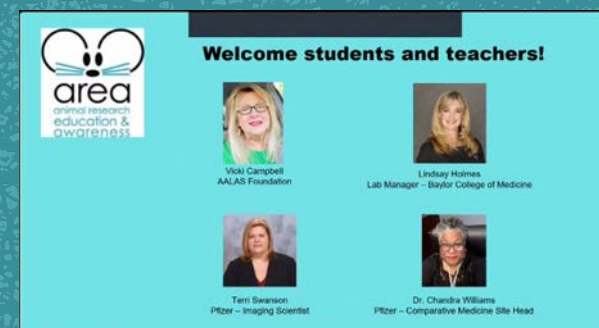 Welcome students and teachers!
area
animal research
education &
awareness
Vicki Campbell
AALAS Foundation
Lindsay Holmes
Lab Manager – Baylor College of Medicine
Terri Swanson
Pfizer – Imaging Scientist
Dr. Chandra Williams
Pfizer – Comparative Medicine Site Head